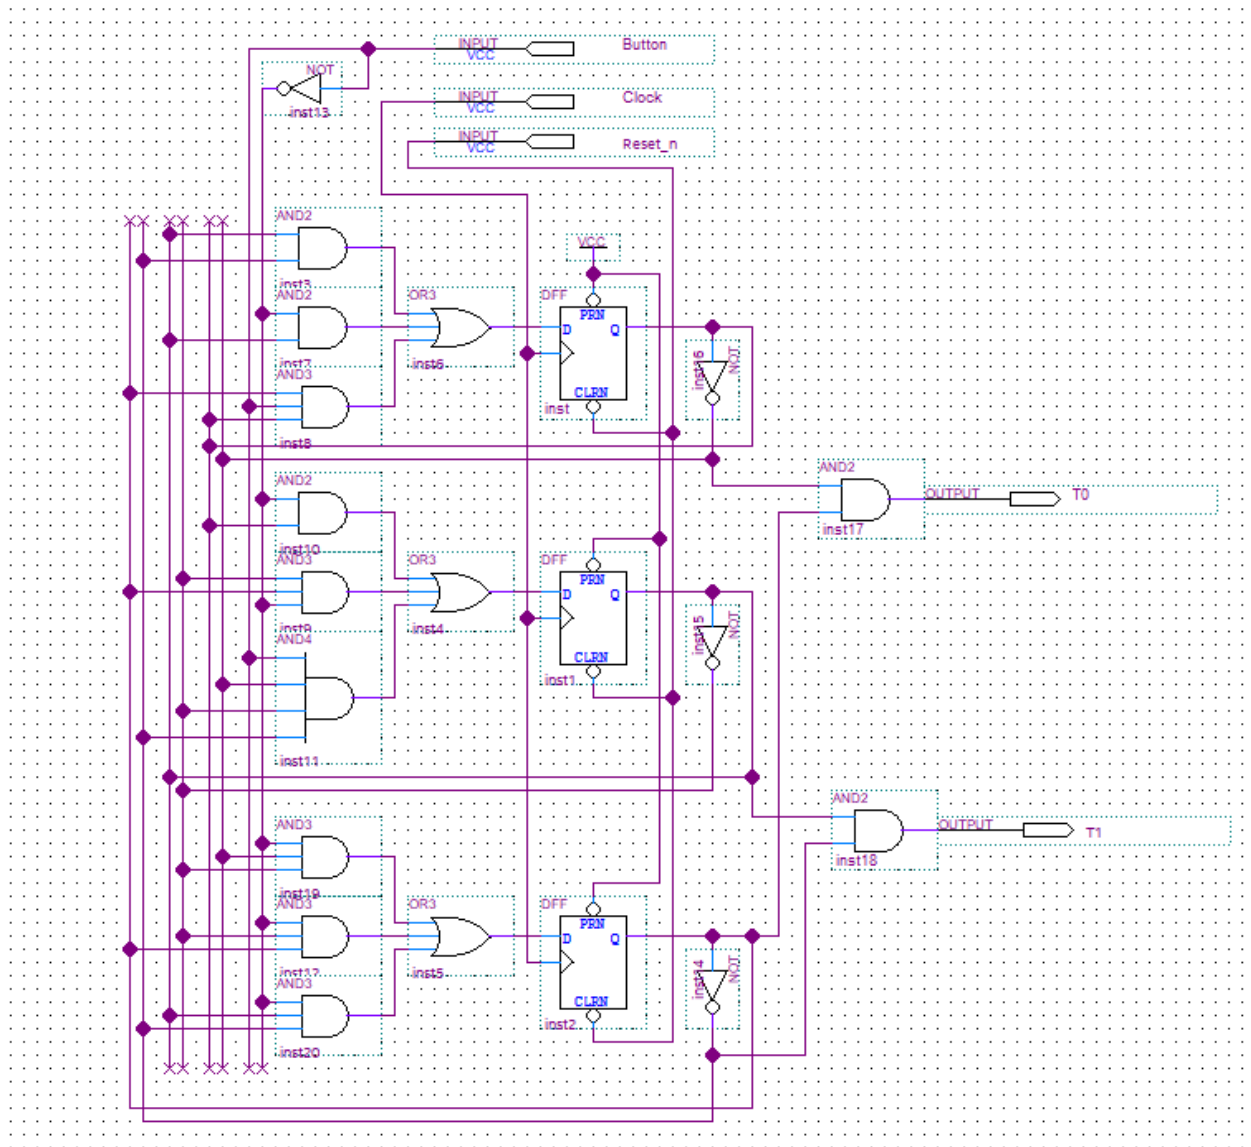 INPUT
VCC
Button
NOT
inst13
INPUT
VCC
Clock
INPUT
VCC
Reset_n
AND2
inst3
VCC
AND2
inst7
OR3
inst6
DFF
PRN
D
Q
CLRN
inst
inst16
NOT
AND3
inst8
AND2
inst17
OUTPUT
T0
AND2
inst10
AND3
inst9
OR3
inst4
DFF
PRN
D
Q
CLRN
inst1
inst15
NOT
AND4
inst11
AND2
inst18
OUTPUT
T1
AND3
inst19
AND3
inst12
OR3
inst5
DFF
PRN
D
Q
CLRN
inst2
inst14
NOT
AND3
inst20